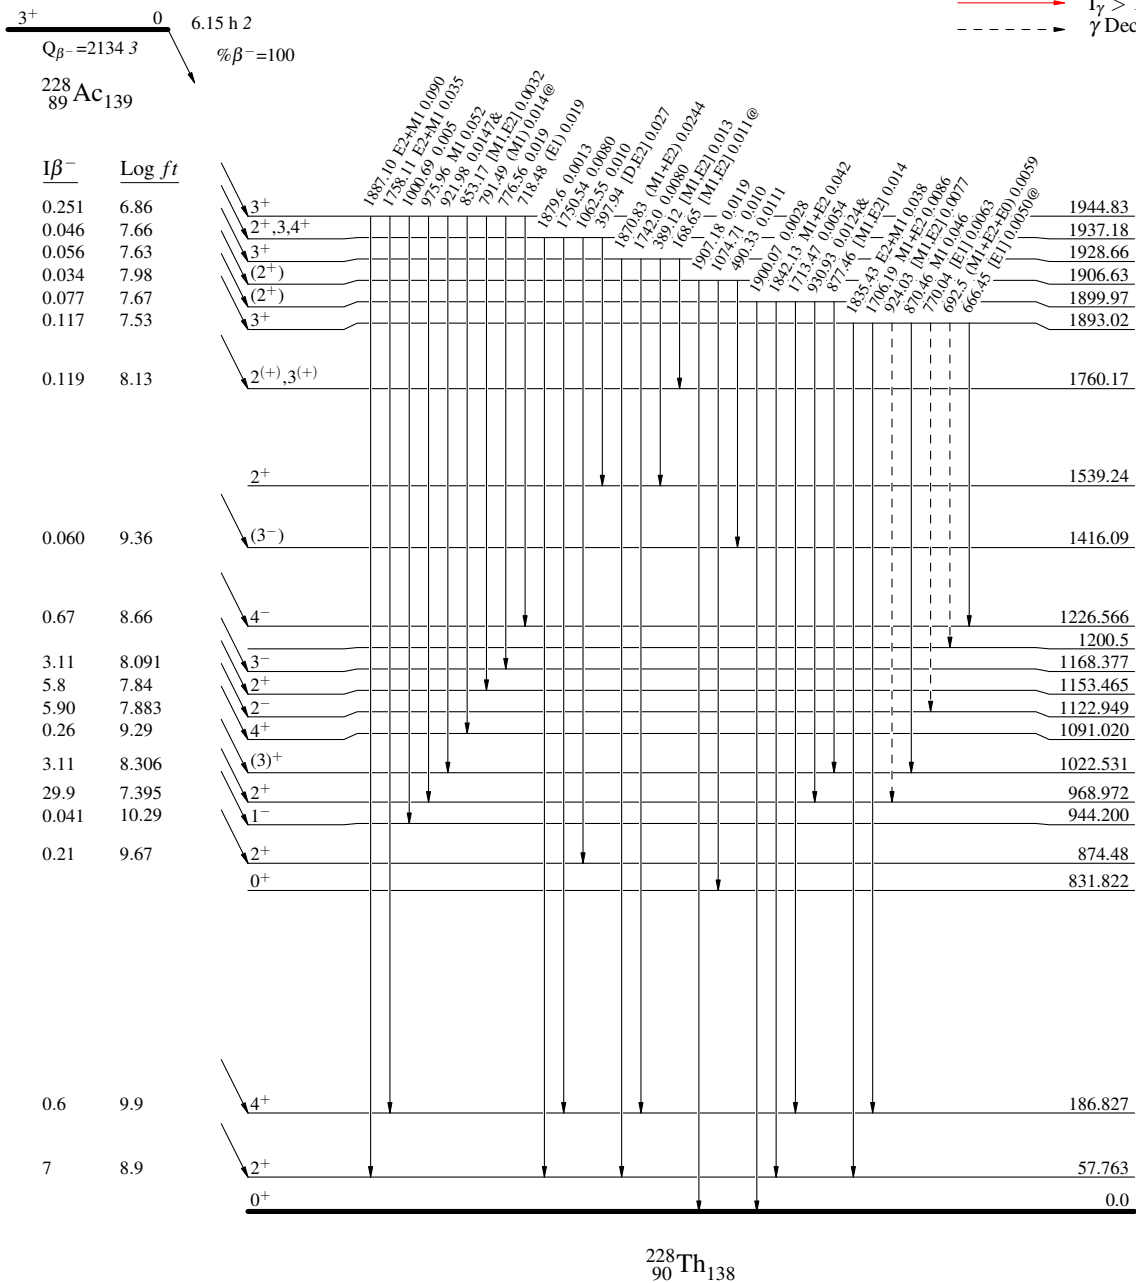 3+ 0 6.15 h 2
Qβ−=2134 3
%β−=100
228 89 Ac 139
γ Dec
Iβ− Log ft
1887.10 E2+M1 0.090
1758.11 E2+M1 0.035
1000.69 0.005
975.96 M1 0.052
921.98 0.0147&
853.17 [M1,E2] 0.0032
791.49 (M1) 0.014@
776.56 0.019
718.48 (E1) 0.019
1879.6 0.0013
1750.54 0.0080
1062.55 0.010
397.94 [D,E2] 0.027
1870.83 (M1+E2) 0.0244
1742.0 0.0080
389.12 [M1,E2] 0.013
168.65 [M1,E2] 0.011@
1907.18 0.0119
1074.71 0.010
490.33 0.0111
1900.07 0.0028
1842.13 M1+E2 0.042
1713.47 0.0054
930.93 0.0124&
877.46 [M1,E2] 0.014
1835.43 E2+M1 0.038
1706.19 M1+E2 0.0086
924.03 [M1,E2] 0.0077
870.46 M1 0.046
770.04 [E1] 0.0063
692.5 (M1+E2+E0) 0.0059
666.45 [E1] 0.0050@
0.251 6.86 3+ 1944.83
0.046 7.66 2+,3,4+ 1937.18
0.056 7.63 3+ 1928.66
0.034 7.98 (2+) 1906.63
0.077 7.67 (2+) 1899.97
0.117 7.53 3+ 1893.02
0.119 8.13 2(+),3(+) 1760.17
2+ 1539.24
0.060 9.36 (3−) 1416.09
0.67 8.66 4− 1226.566
1200.5
3.11 8.091 3− 1168.377
5.8 7.84 2+ 1153.465
5.90 7.883 2− 1122.949
0.26 9.29 4+ 1091.020
3.11 8.306 (3)+ 1022.531
29.9 7.395 2+ 968.972
0.041 10.29 1− 944.200
0.21 9.67 2+ 874.48
0+ 831.822
0.6 9.9 4+ 186.827
7 8.9 2+ 57.763
0+ 0.0
228 90 Th 138